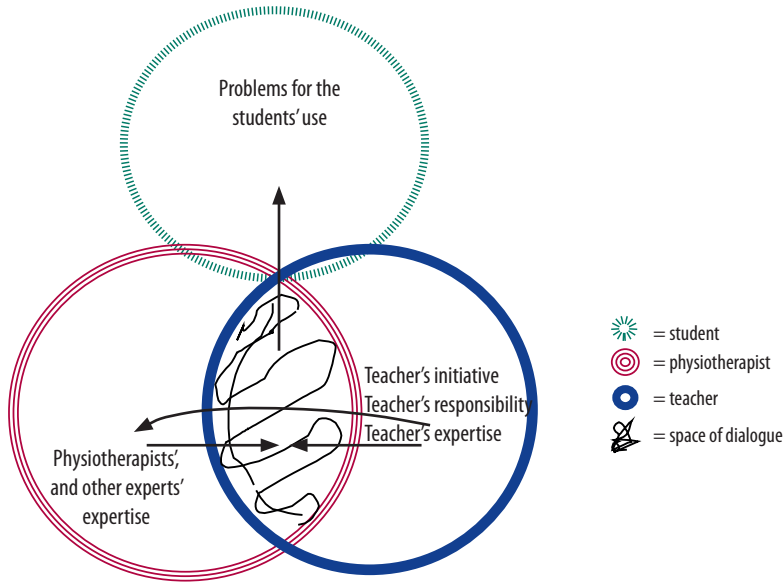 Problems for the
students’ use
Teacher’s initiative
Teacher’s responsibility
Teacher’s expertise
Physiotherapists’,
and other experts’
expertise
= student
= physiotherapist
= teacher
= space of dialogue